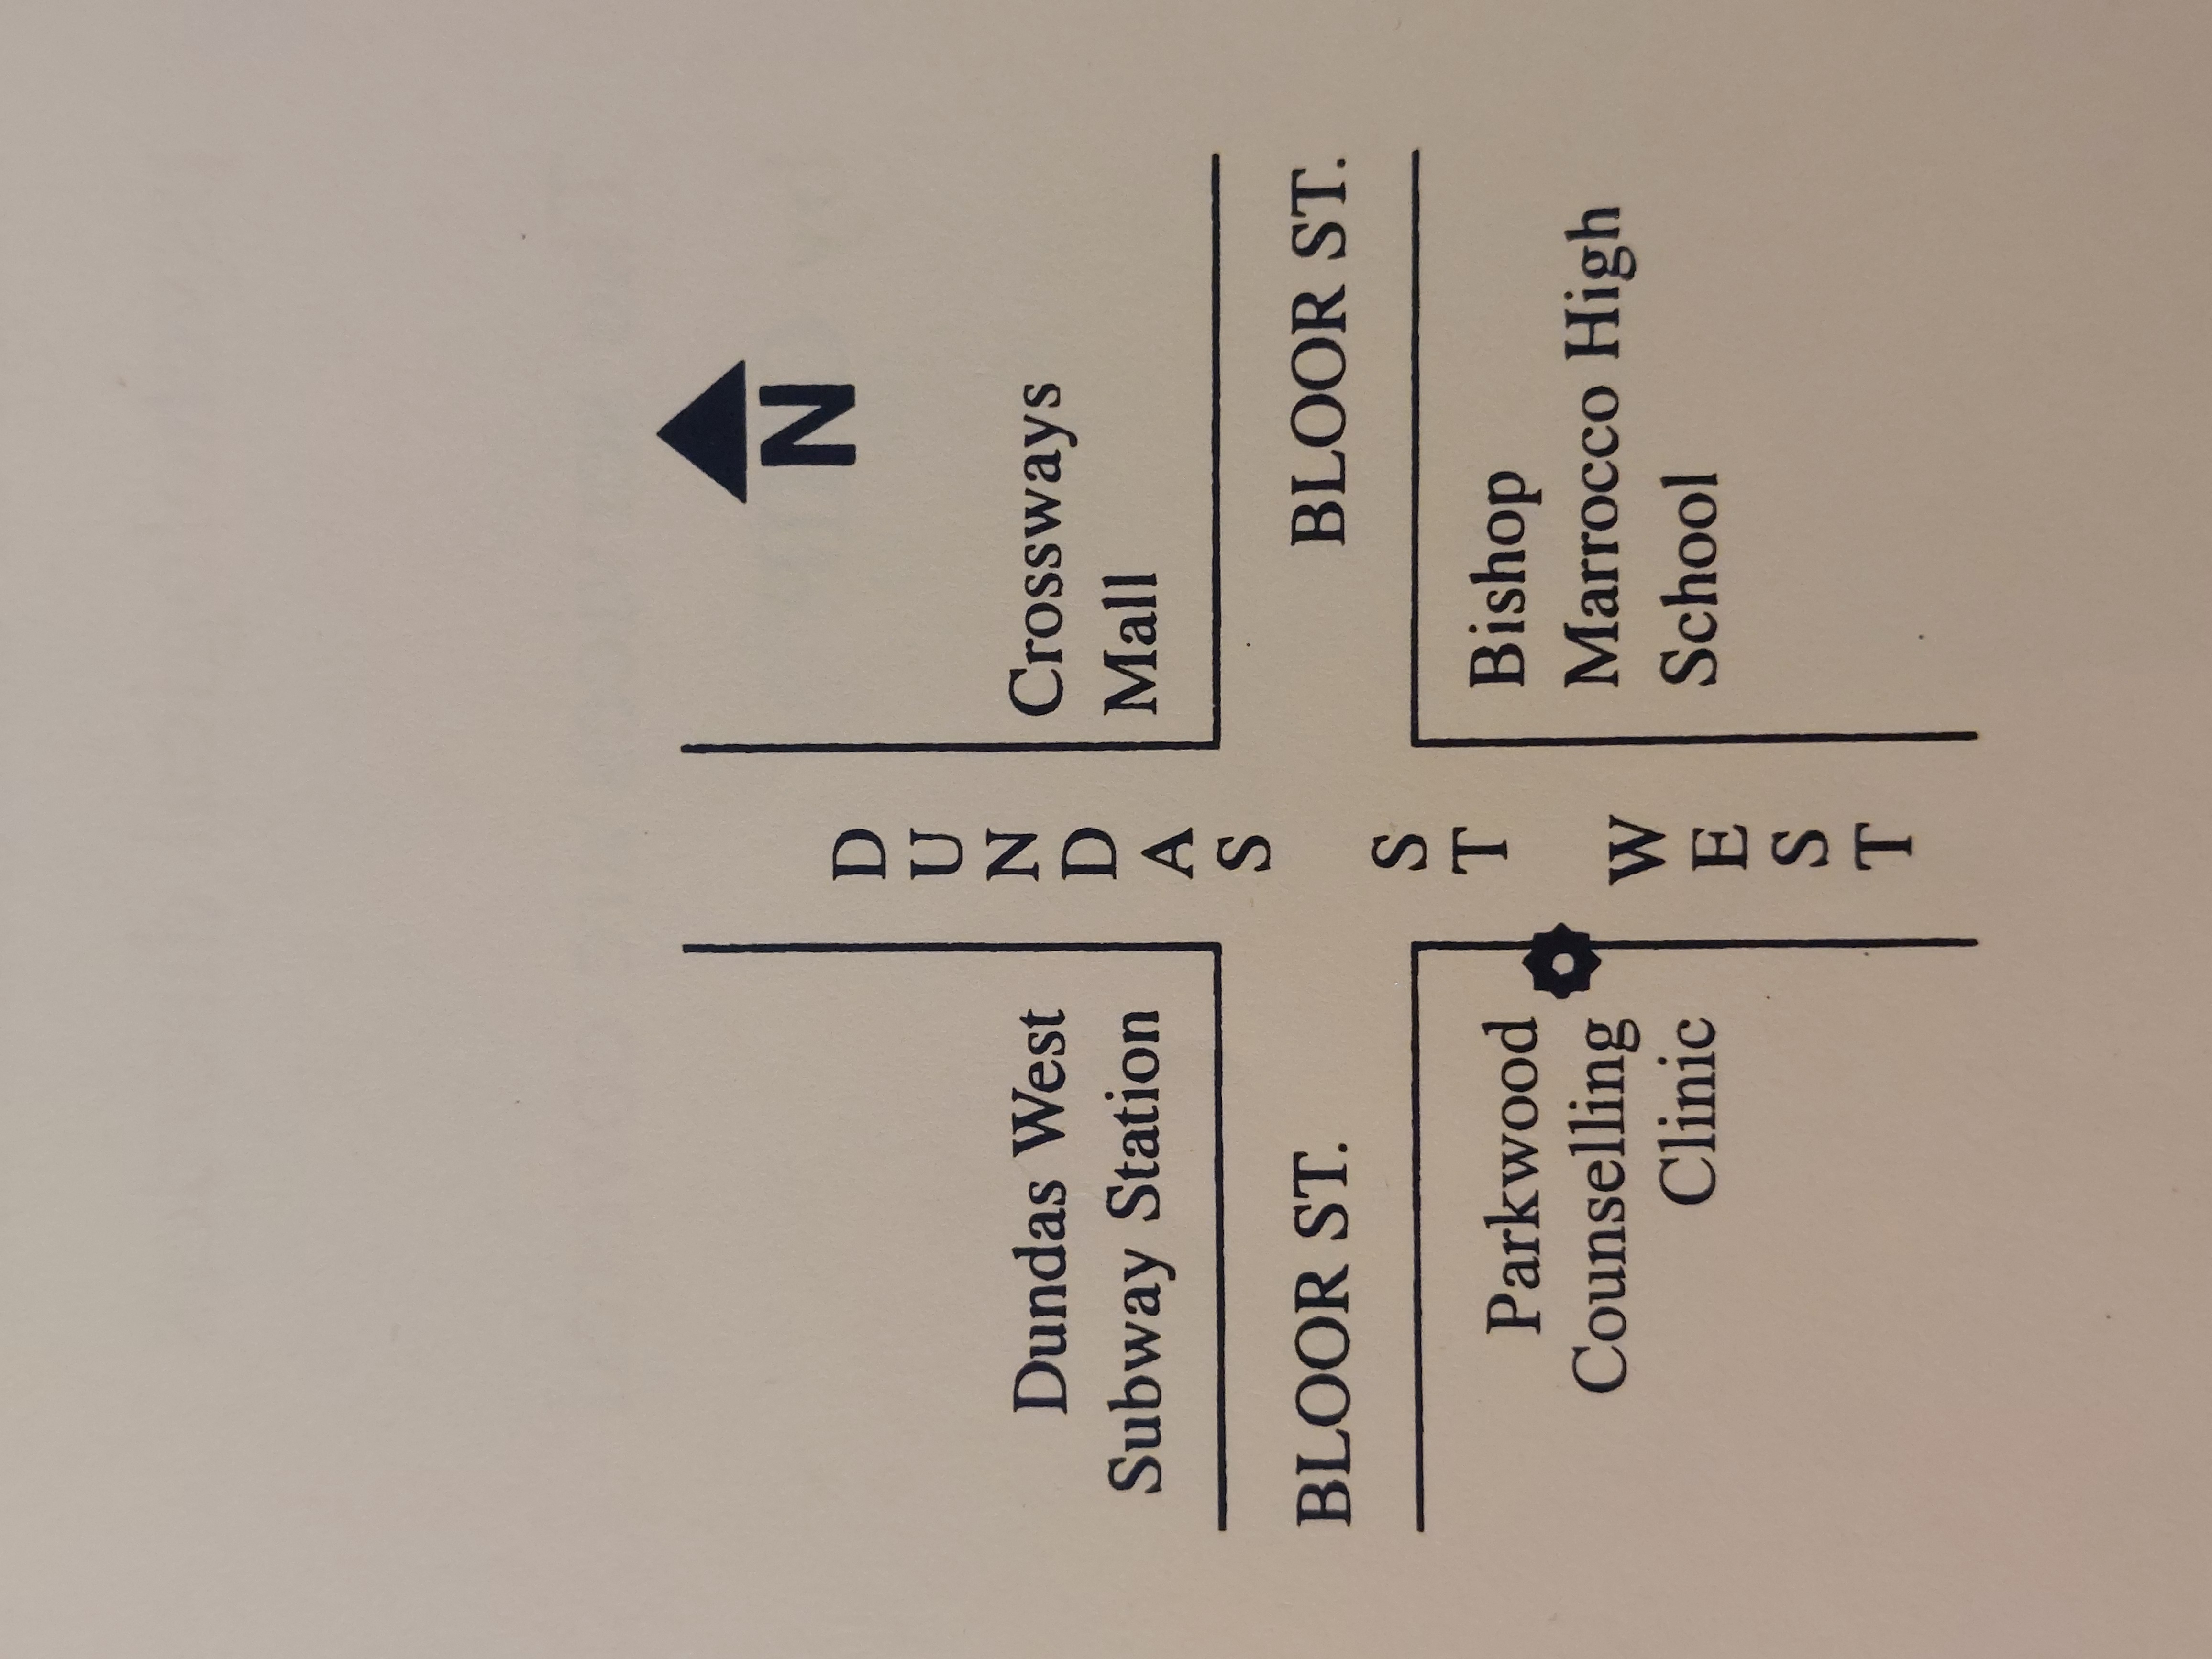 N
DUNDAS ST WEST
Dundas West
Subway Station
Crossways
Mall
BLOOR ST.
BLOOR ST.
Parkwood
Counselling
Clinic
Bishop
Marrocco High
School